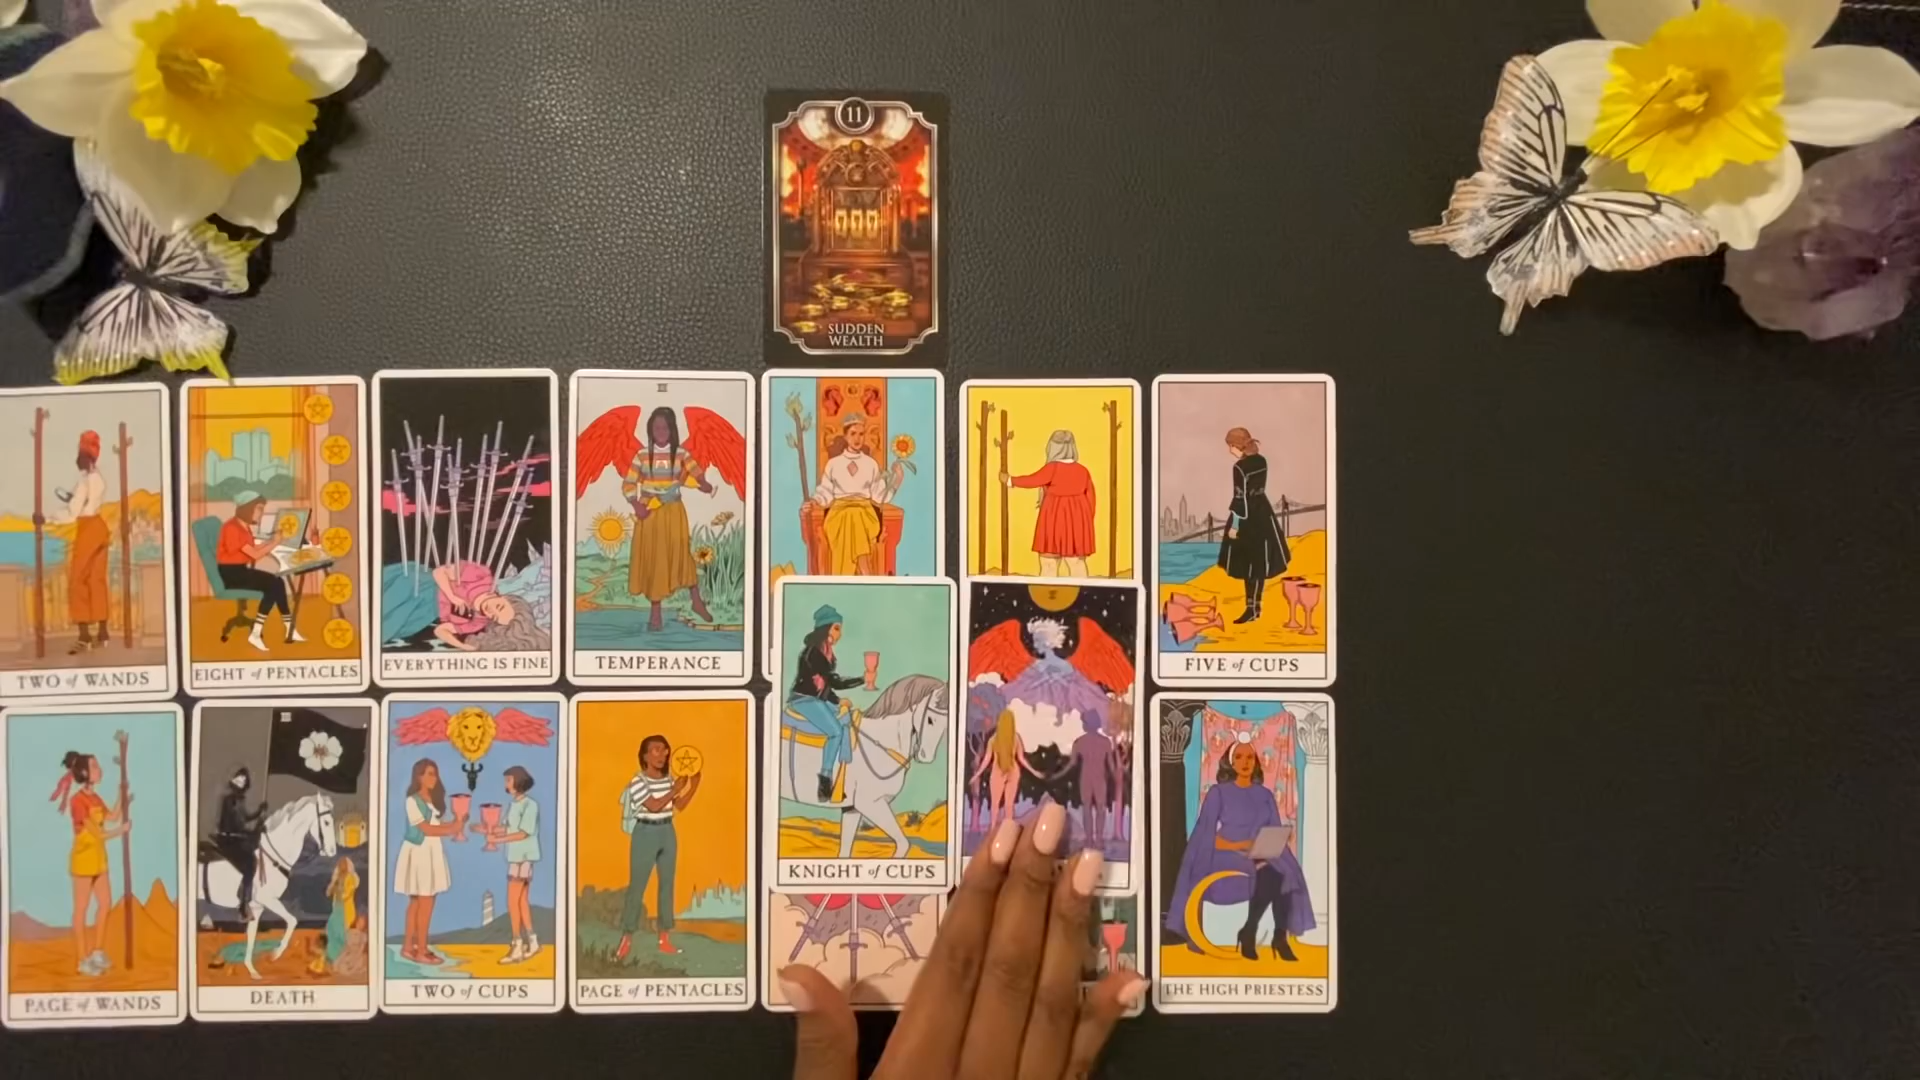 11
SUDDEN
WEALTH
TWO of WANDS
EIGHT of PENTACLES
EVERYTHING IS FINE
TEMPERANCE
FIVE of CUPS
KNIGHT of CUPS
PAGE of WANDS
DEATH
TWO of CUPS
PAGE of PENTACLES
THE HIGH PRIESTESS